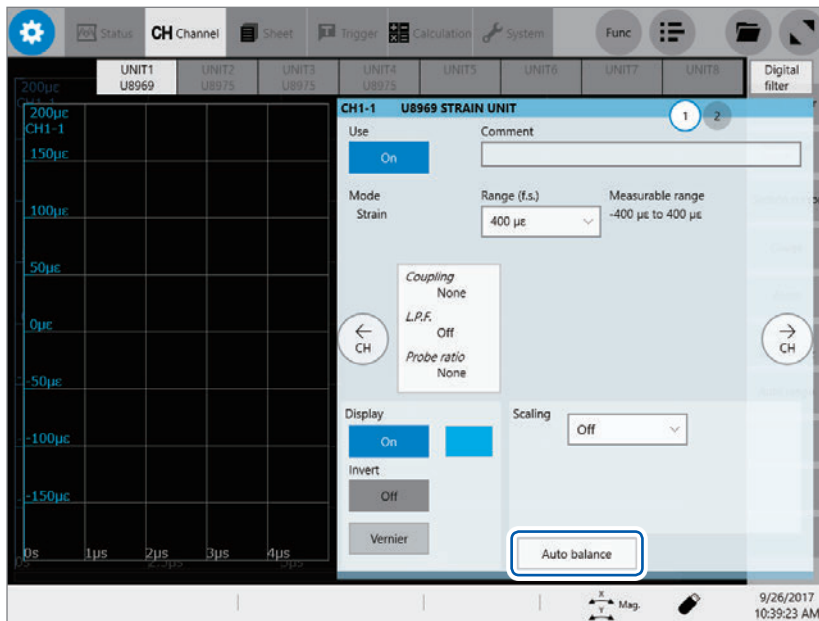 Status
CH Channel
Sheet
Trigger
Calculation
System
Func
UNIT1
U8969
UNIT2
U8975
UNIT3
U8975
UNIT4
U8975
UNIT5
UNIT6
UNIT7
UNIT8
Digital
filter
200με
200με
CH1-1
150με
100με
50με
0με
-50με
-100με
-150με
0s
1μs
2μs
3μs
4μs
CH1-1 U8969 STRAIN UNIT
1
2
Use
On
Comment
Mode
Strain
Range (f.s.)
400 με
Measurable range
-400 με to 400 με
Coupling
None
L.P.F.
Off
Probe ratio
None
← CH
→ CH
Display
On
Invert
Off
Vernier
Scaling
Off
Auto balance
X
Y
Mag.
9/26/2017
10:39:23 AM